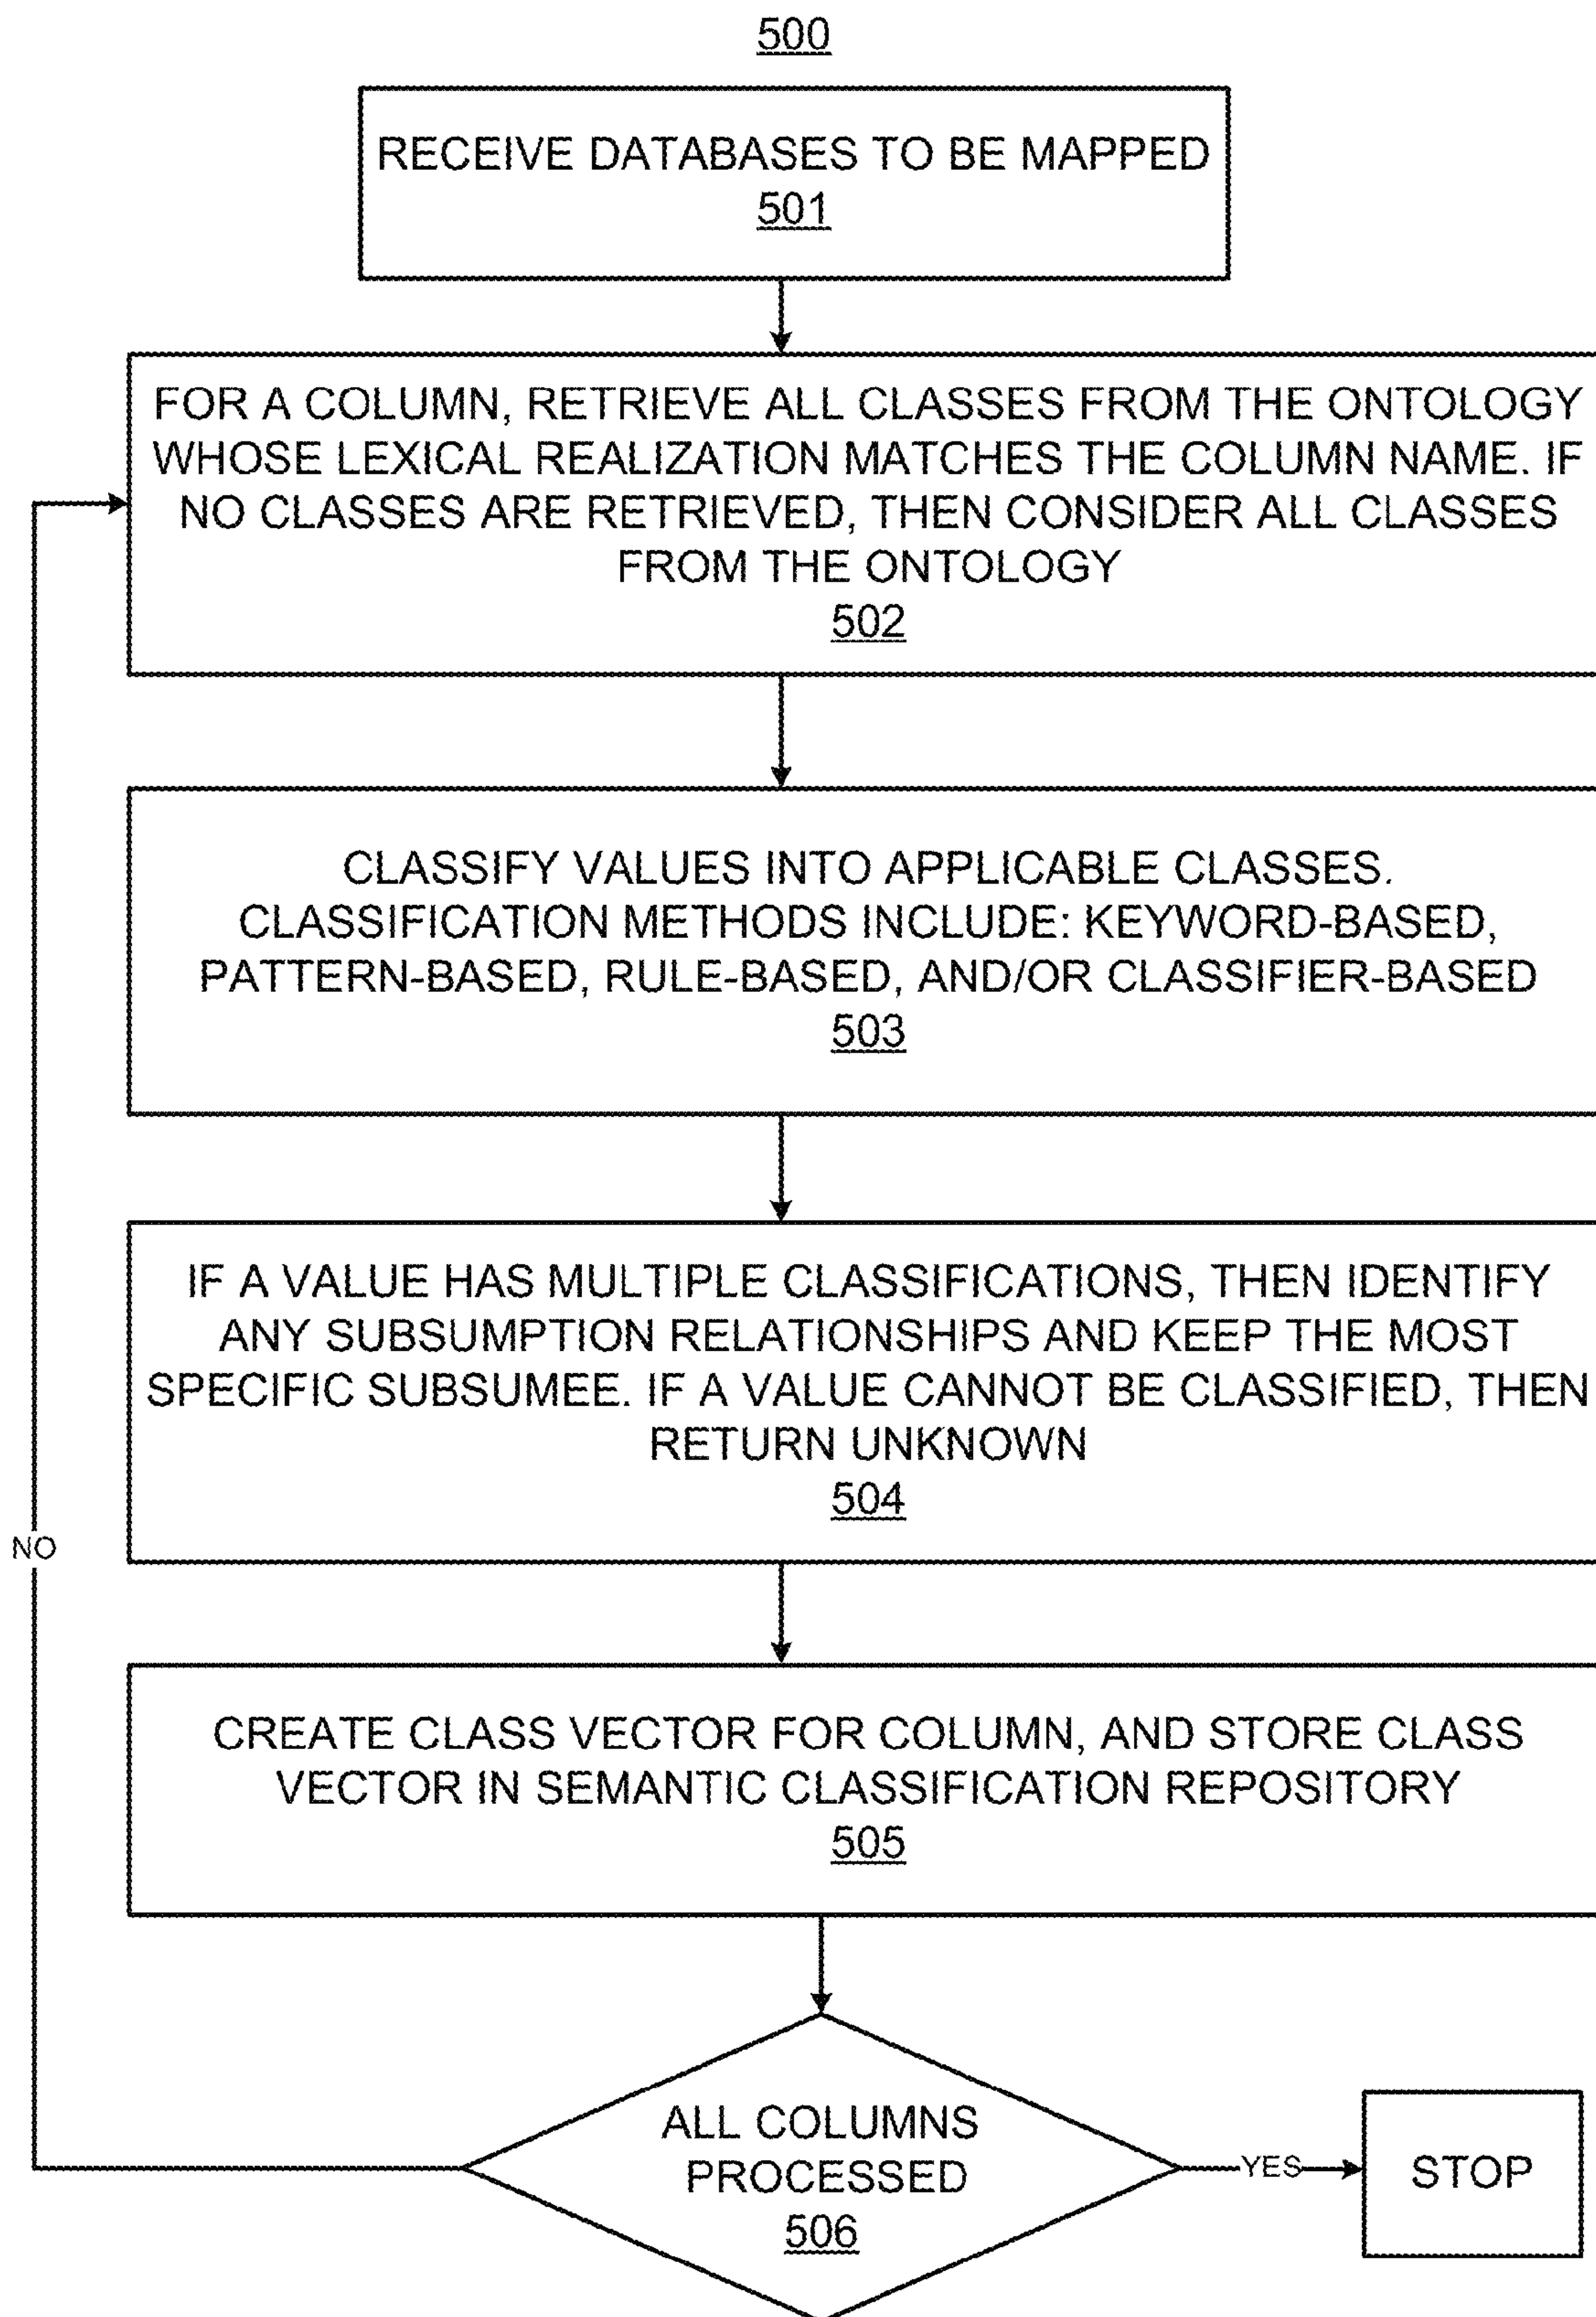 500
RECEIVE DATABASES TO BE MAPPED
501
FOR A COLUMN, RETRIEVE ALL CLASSES FROM THE ONTOLOGY
WHOSE LEXICAL REALIZATION MATCHES THE COLUMN NAME. IF
NO CLASSES ARE RETRIEVED, THEN CONSIDER ALL CLASSES
FROM THE ONTOLOGY
502
CLASSIFY VALUES INTO APPLICABLE CLASSES.
CLASSIFICATION METHODS INCLUDE: KEYWORD-BASED,
PATTERN-BASED, RULE-BASED, AND/OR CLASSIFIER-BASED
503
IF A VALUE HAS MULTIPLE CLASSIFICATIONS, THEN IDENTIFY
ANY SUBSUMPTION RELATIONSHIPS AND KEEP THE MOST
SPECIFIC SUBSUMEE. IF A VALUE CANNOT BE CLASSIFIED, THEN
RETURN UNKNOWN
504
NO
CREATE CLASS VECTOR FOR COLUMN, AND STORE CLASS
VECTOR IN SEMANTIC CLASSIFICATION REPOSITORY
505
ALL COLUMNS
PROCESSED
506
YES
STOP